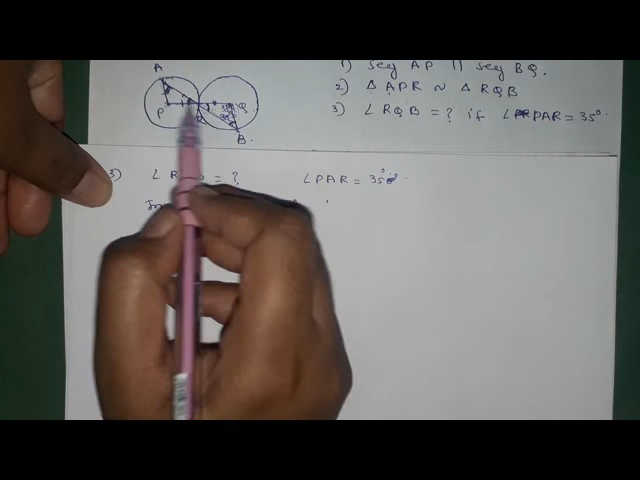 A
P
R
Q
B.
1) seg AP || seg BQ.
2) Δ APR ~ Δ RQB
3) ∠ RQB = ? if ∠ PAR = 35°.
3) ∠ R = ? ∠ PAR = 35°.